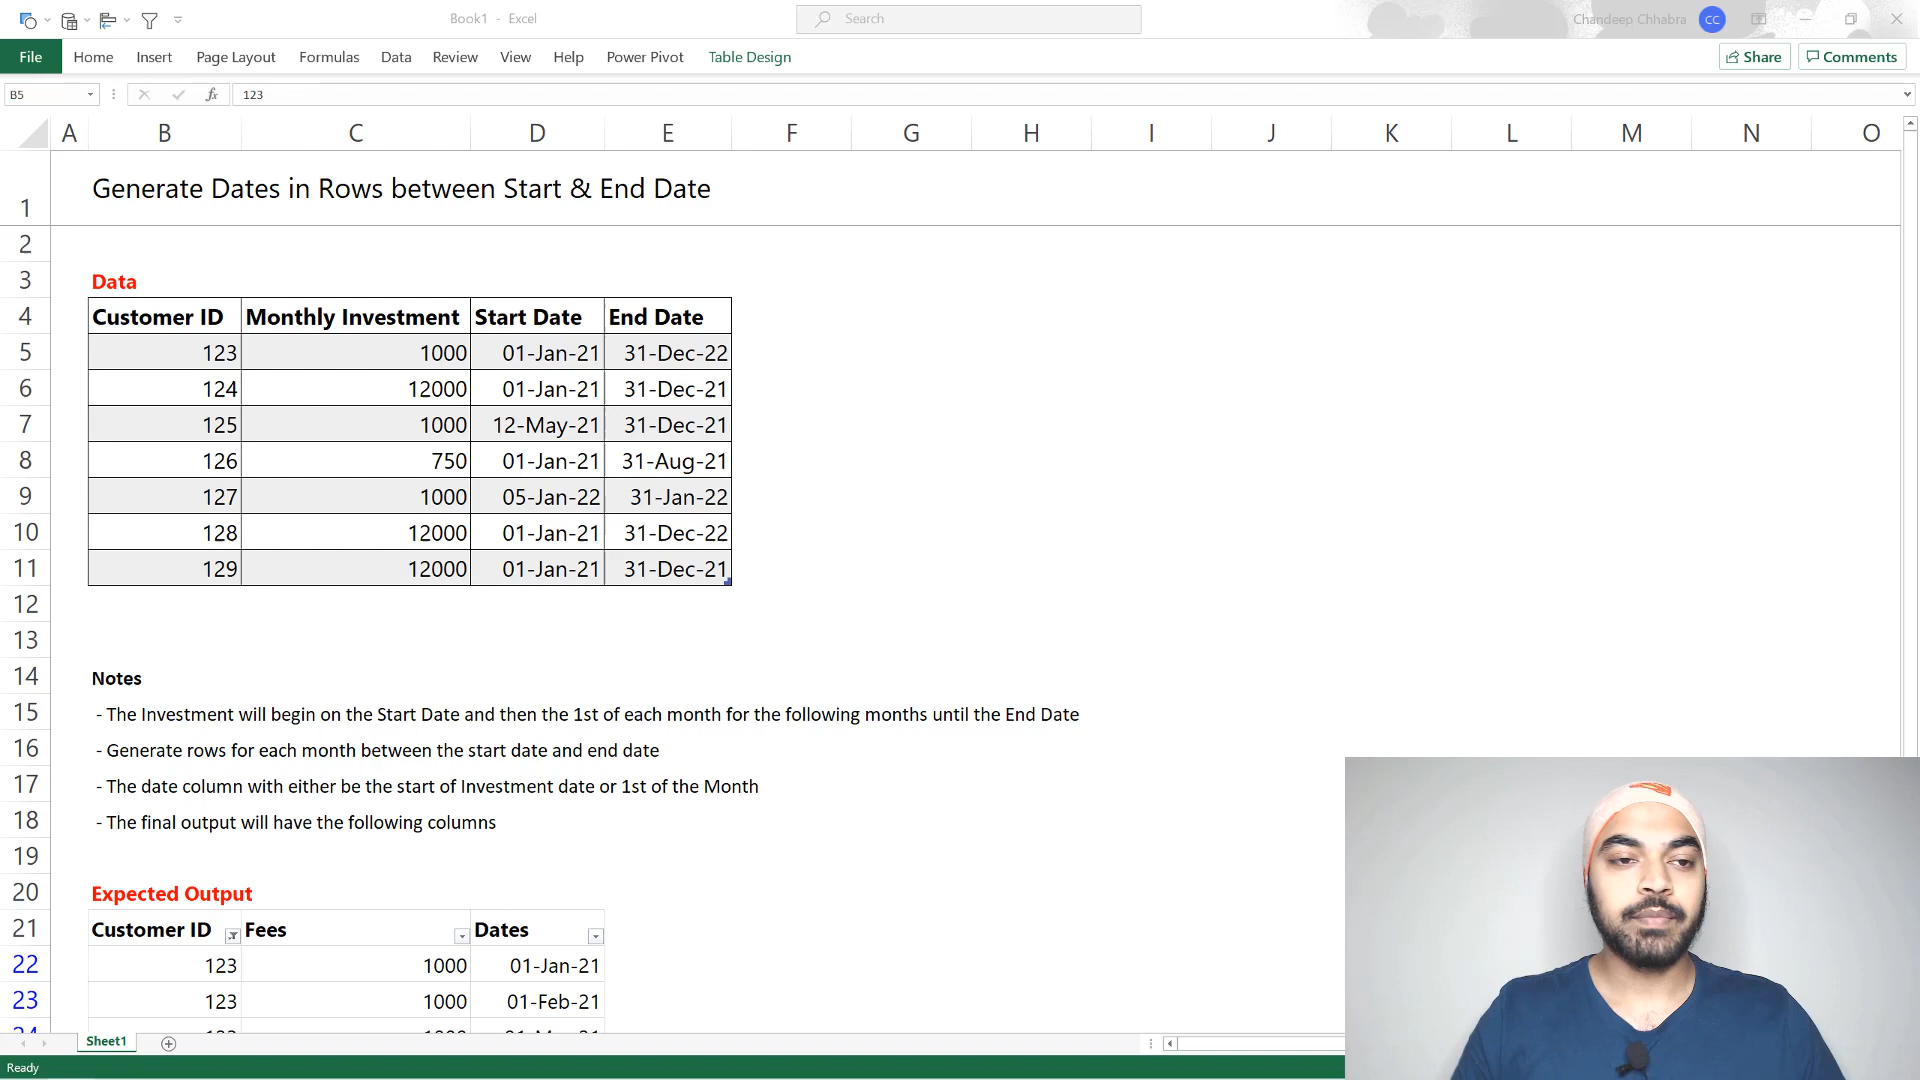 Book1 - Excel
Search
Chandeep Chhabra
CC
File Home Insert Page Layout Formulas Data Review View Help Power Pivot Table Design
Share Comments
B5 fx 123
A B C D E F G H I J K L M N O
1 Generate Dates in Rows between Start & End Date
2
3 Data
4 Customer ID Monthly Investment Start Date End Date
5 123 1000 01-Jan-21 31-Dec-22
6 124 12000 01-Jan-21 31-Dec-21
7 125 1000 12-May-21 31-Dec-21
8 126 750 01-Jan-21 31-Aug-21
9 127 1000 05-Jan-22 31-Jan-22
10 128 12000 01-Jan-21 31-Dec-22
11 129 12000 01-Jan-21 31-Dec-21
12
13
14 Notes
15 - The Investment will begin on the Start Date and then the 1st of each month for the following months until the End Date
16 - Generate rows for each month between the start date and end date
17 - The date column with either be the start of Investment date or 1st of the Month
18 - The final output will have the following columns
19
20 Expected Output
21 Customer ID Fees Dates
22 123 1000 01-Jan-21
23 123 1000 01-Feb-21
Sheet1
Ready